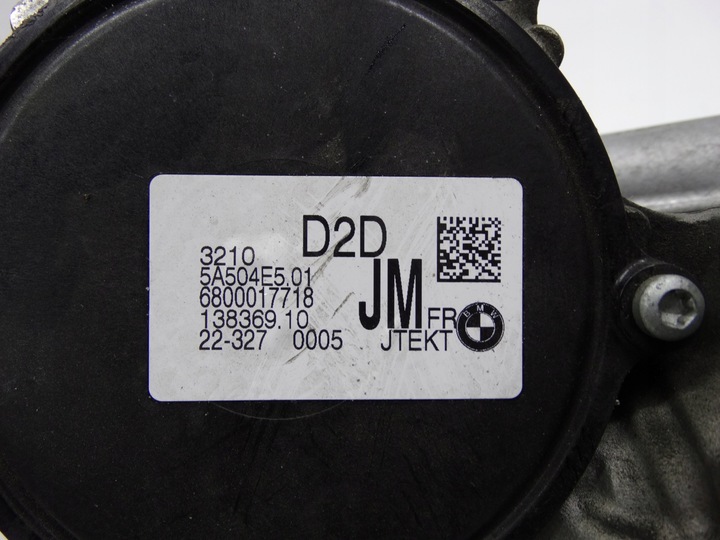 D2D
3210
5A504E5.01
6800017718
138369.10
JM FR
22-327 0005 JTEKT
BMW